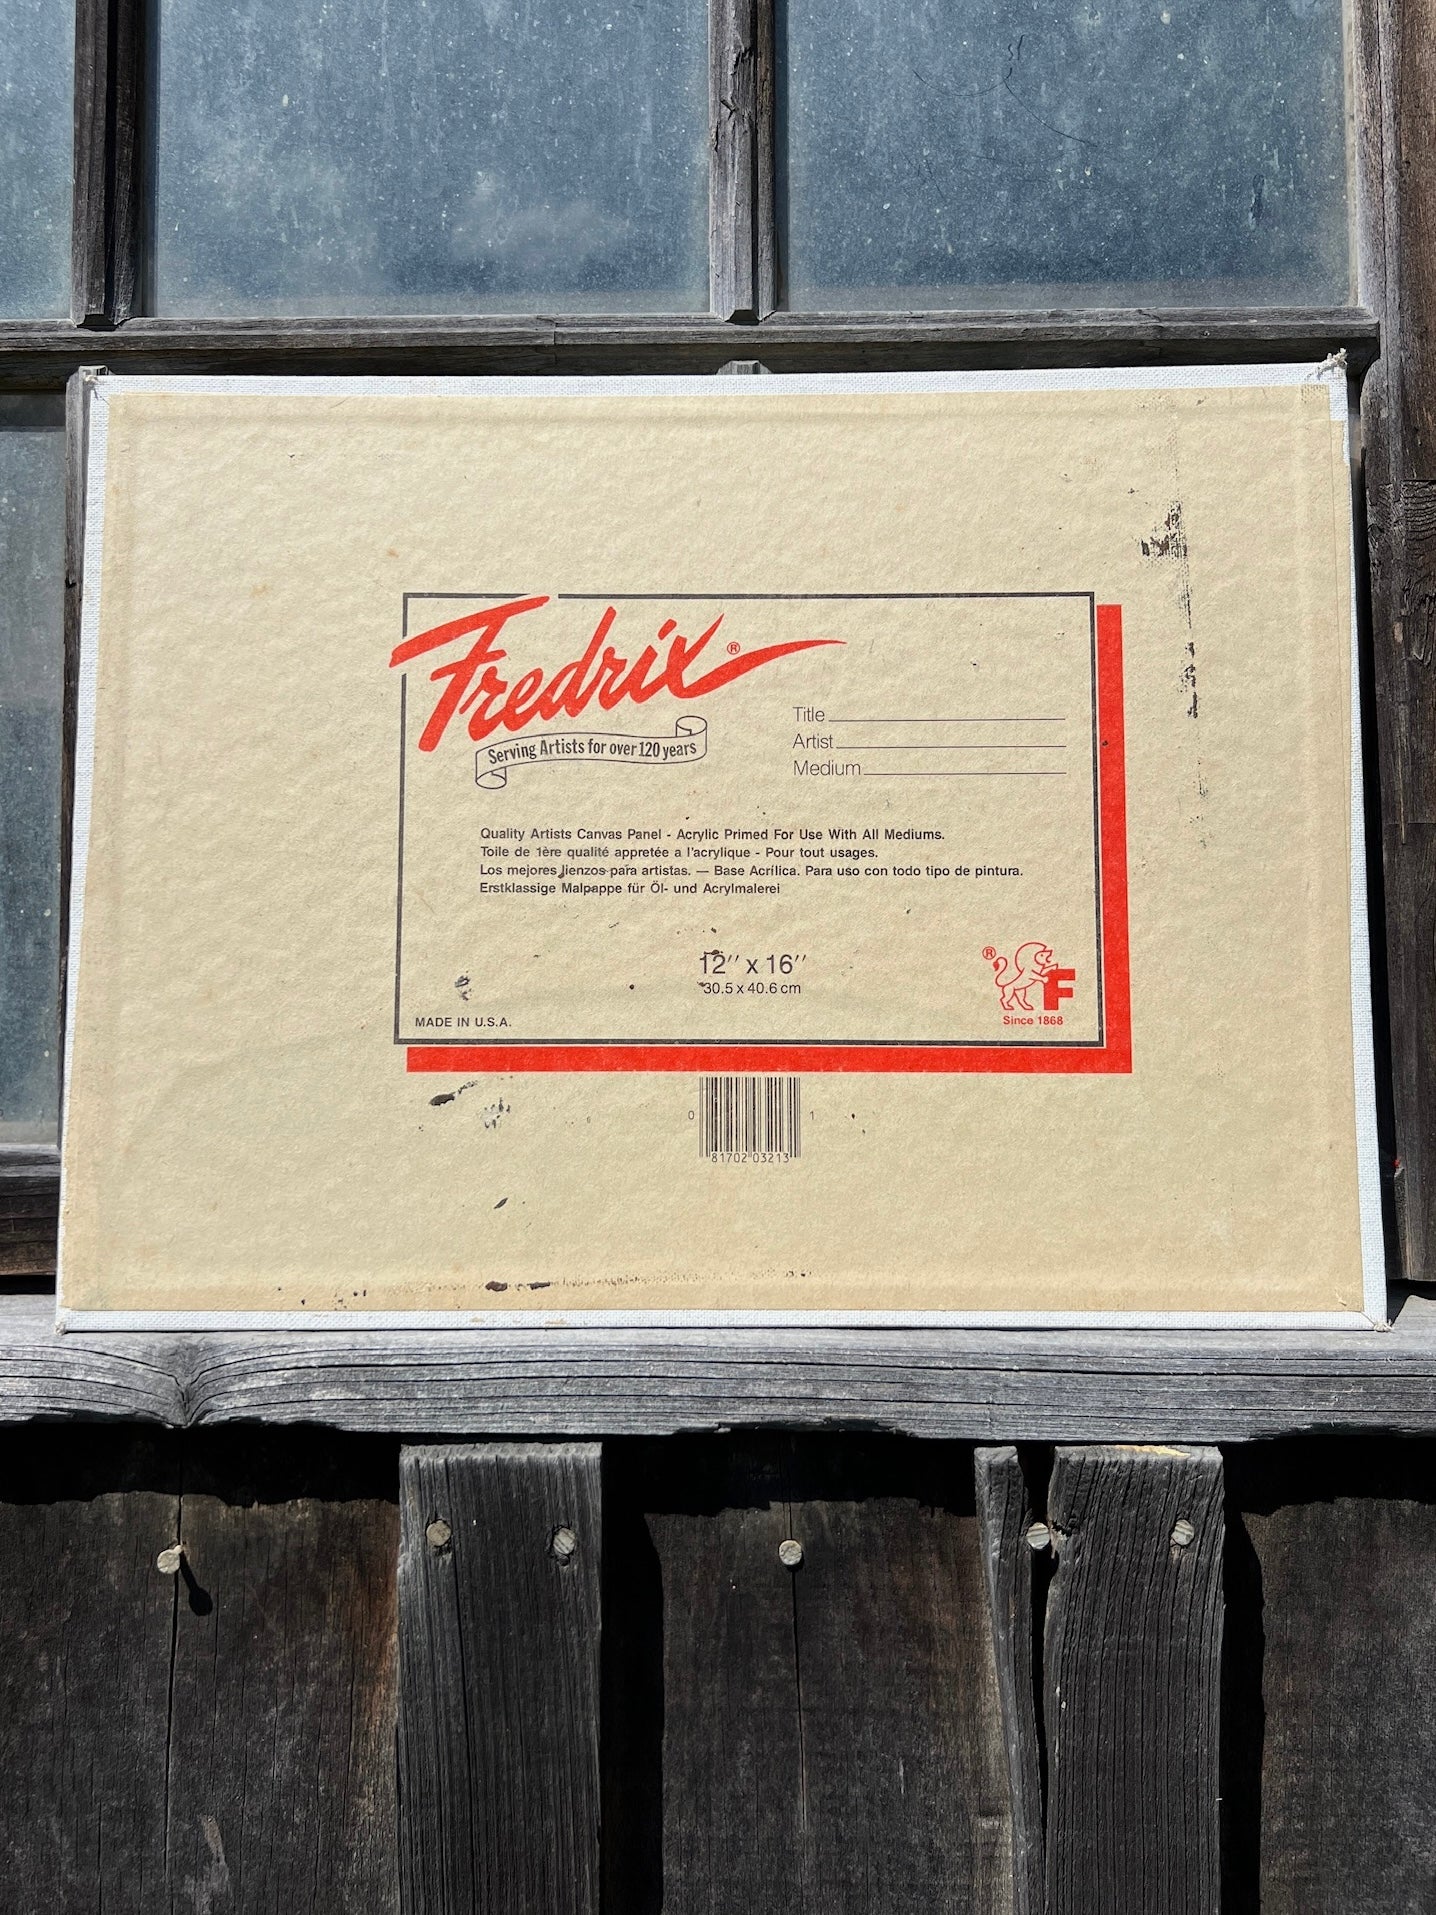 Fredrix®
Serving Artists for over 120 years
Title
Artist
Medium
Quality Artists Canvas Panel - Acrylic Primed For Use With All Mediums.
Toile de 1ère qualité appretée a l'acrylique - Pour tout usages.
Los mejores lienzos para artistas. — Base Acrílica. Para uso con todo tipo de pintura.
Erstklassige Malpappe für Öl- und Acrylmalerei
12″ x 16″
30.5 x 40.6 cm
MADE IN U.S.A.
® F
Since 1868
0 81702 03213 1